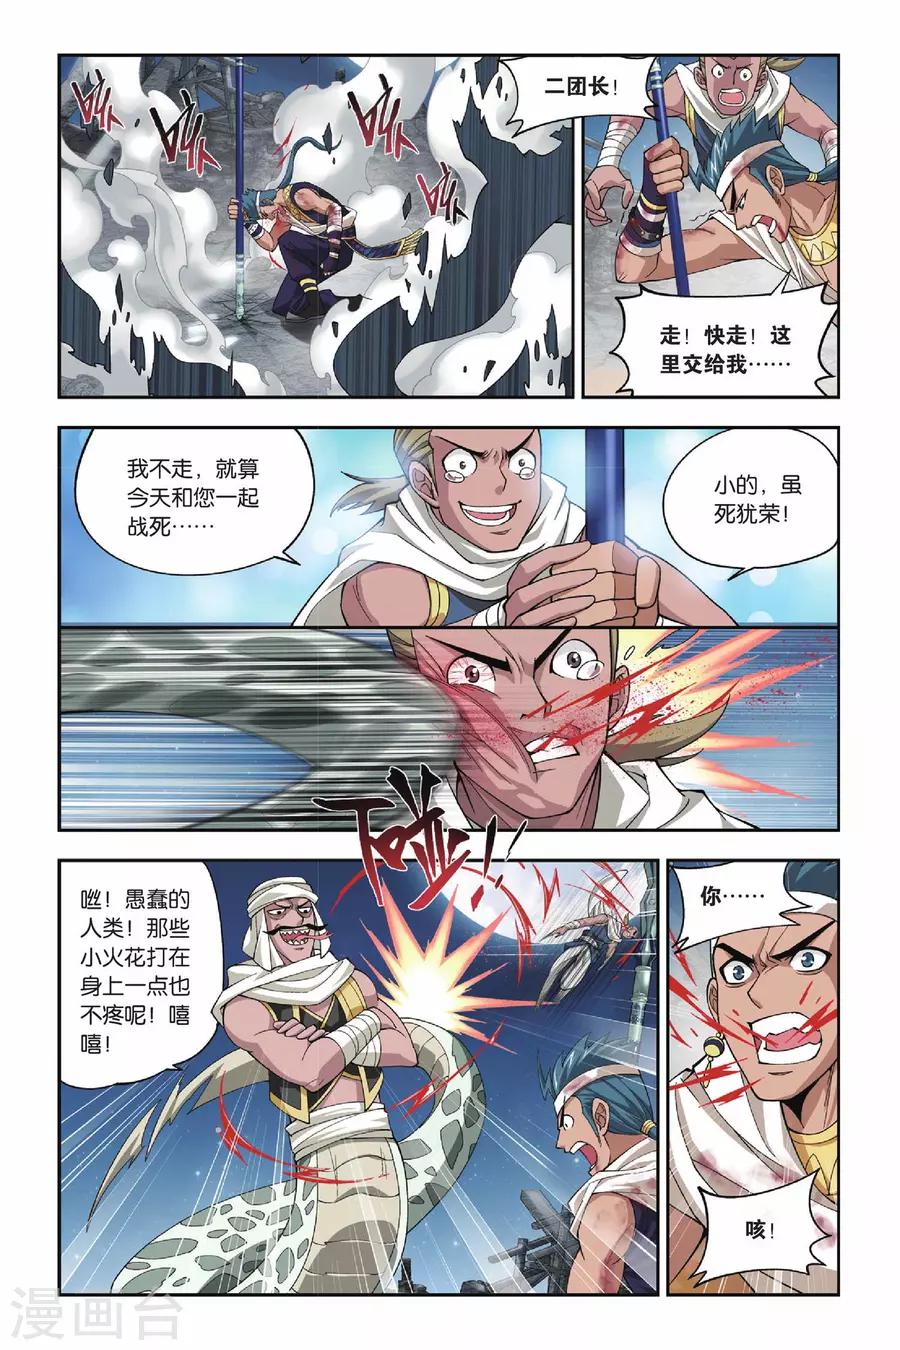 咝
咝
咝
咝
二团长！
走！快走！这
里交给我……
我不走，就算
今天和您一起
战死……
小的，虽
死犹荣！
啞！
咝！愚蠢的
人类！那些
小火花打在
身上一点也
不疼呢！嘻
嘻！
你……
咳！
漫画台